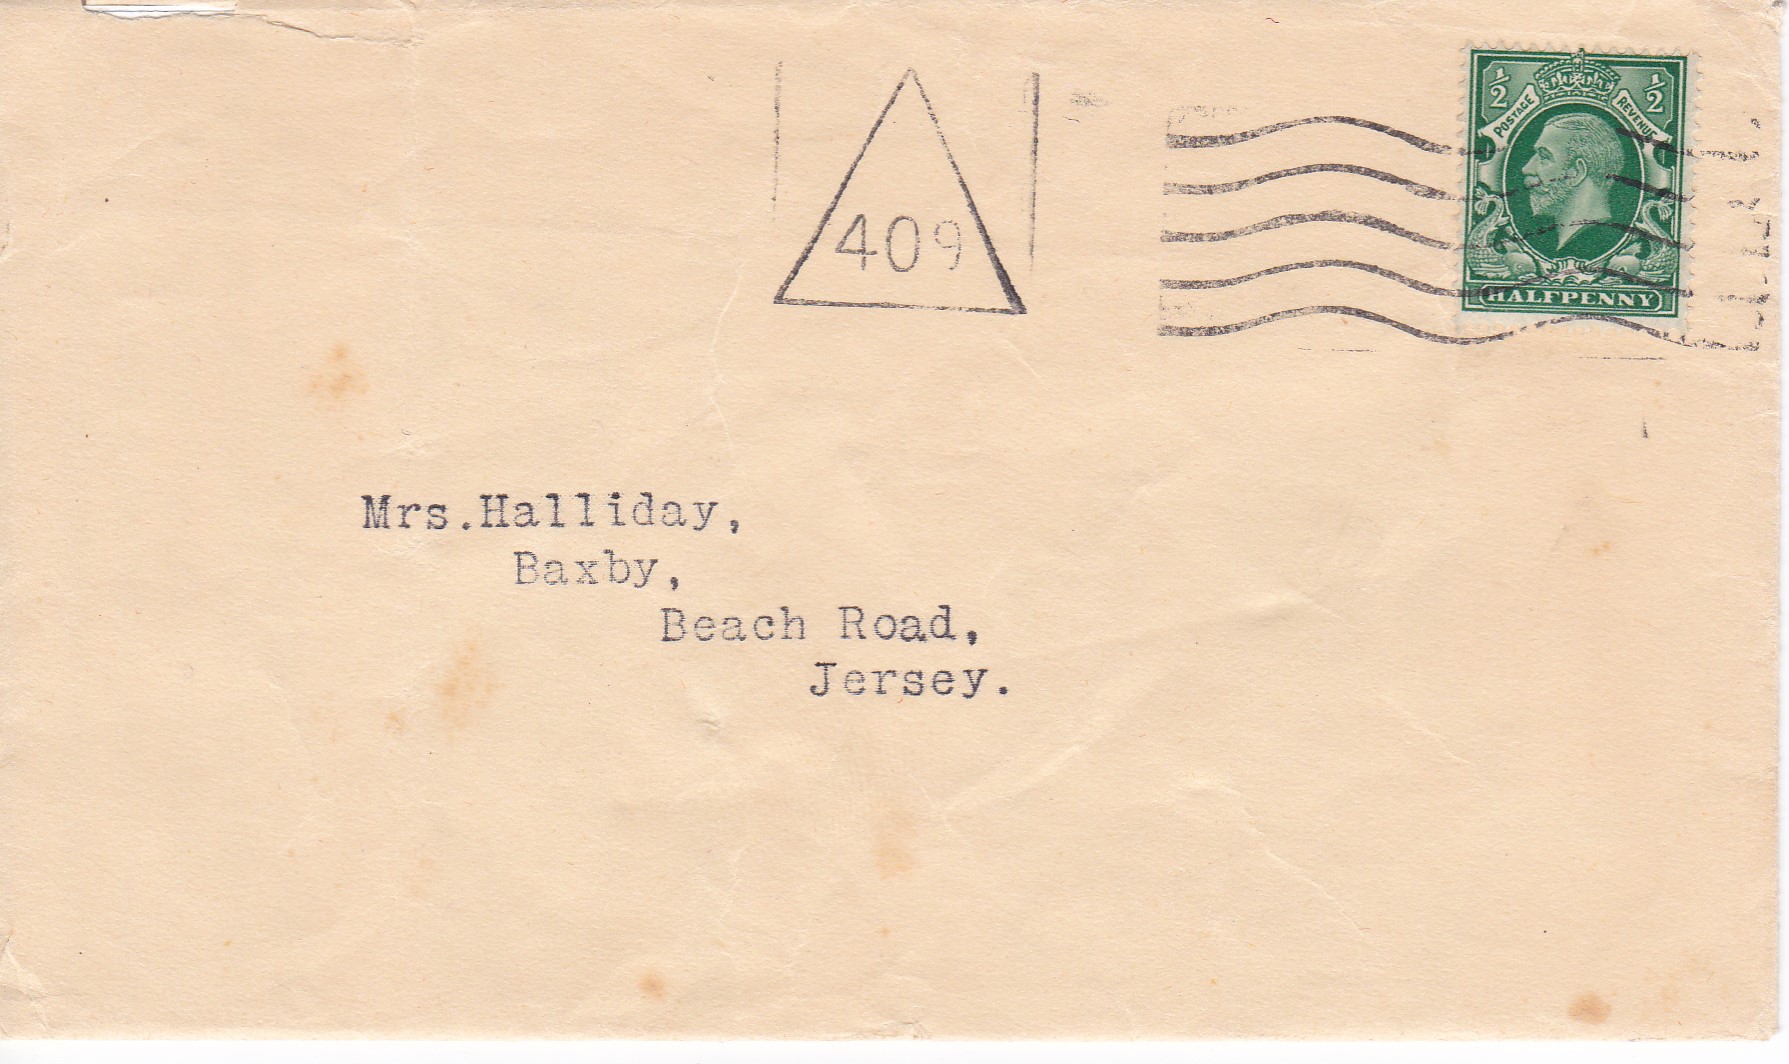 409
½ ½
POSTAGE REVENUE
HALFPENNY
Mrs.Halliday,
Baxby,
Beach Road,
Jersey.